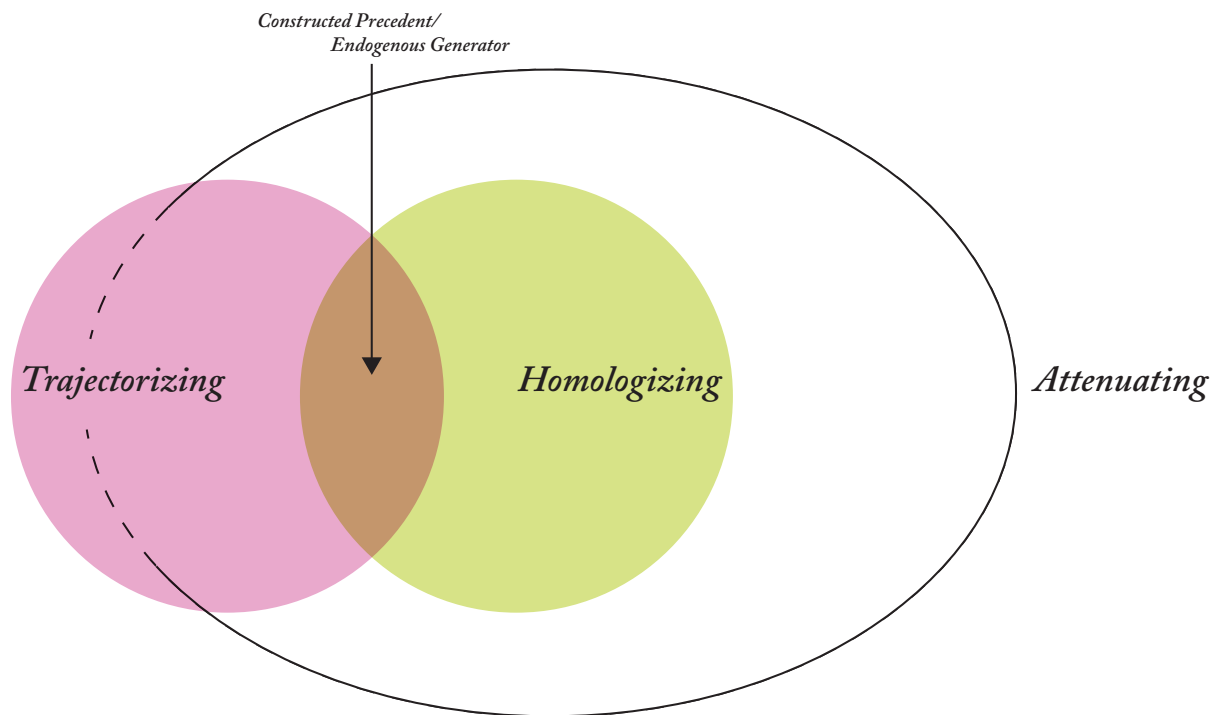 Constructed Precedent/
Endogenous Generator
Trajectorizing
Homologizing
Attenuating